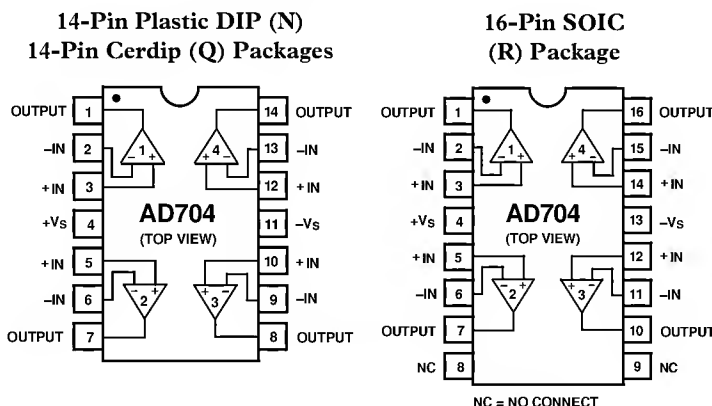 14-Pin Plastic DIP (N)
14-Pin Cerdip (Q) Packages
OUTPUT 1 14 OUTPUT
–IN 2 1 4 13 –IN
– + + –
+IN 3 12 +IN
+VS 4 AD704 11 –VS
(TOP VIEW)
+IN 5 10 +IN
– + + –
–IN 6 2 3 9 –IN
OUTPUT 7 8 OUTPUT
16-Pin SOIC
(R) Package
OUTPUT 1 16 OUTPUT
–IN 2 1 4 15 –IN
– + + –
+IN 3 14 +IN
+VS 4 AD704 13 –VS
(TOP VIEW)
+IN 5 12 +IN
– + + –
–IN 6 2 3 11 –IN
OUTPUT 7 10 OUTPUT
NC 8 9 NC
NC = NO CONNECT